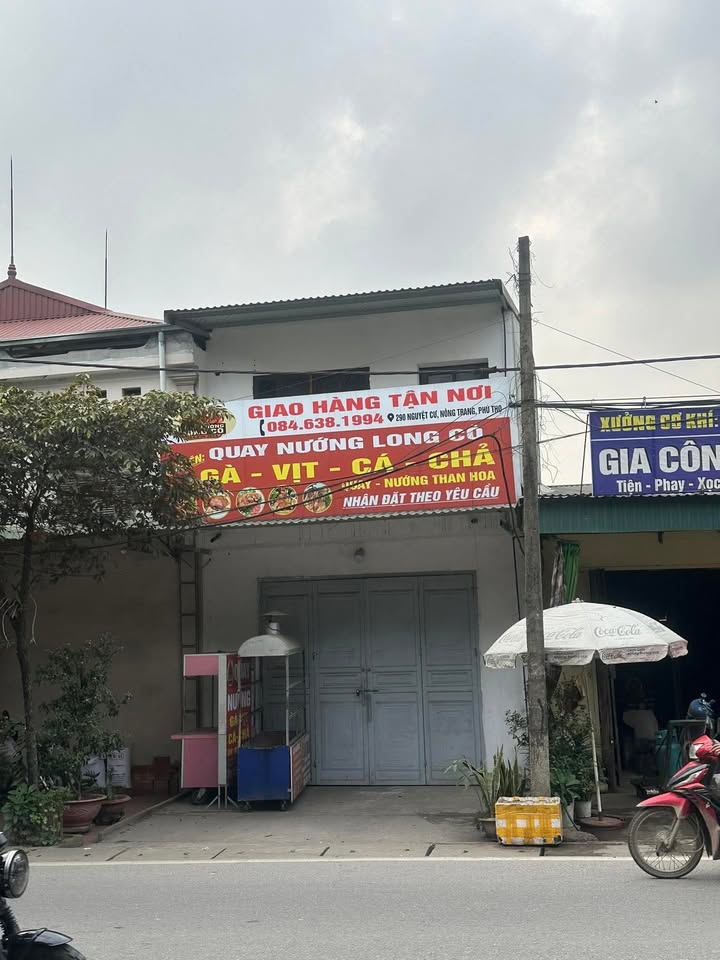 GIAO HÀNG TẬN NƠI
084.638.1994
290 NGUYỆT CƯ, NÔNG TRANG, PHÚ THỌ
QUAY NƯỚNG LONG CÓ
GÀ - VỊT - CÁ - CHẢ
QUAY - NƯỚNG THAN HOA
NHẬN ĐẶT THEO YÊU CẦU
XƯỞNG CƠ KHÍ:
GIA CÔN
Tiện - Phay - Xọc
Coca-Cola
Coca-Cola
NƯỚNG